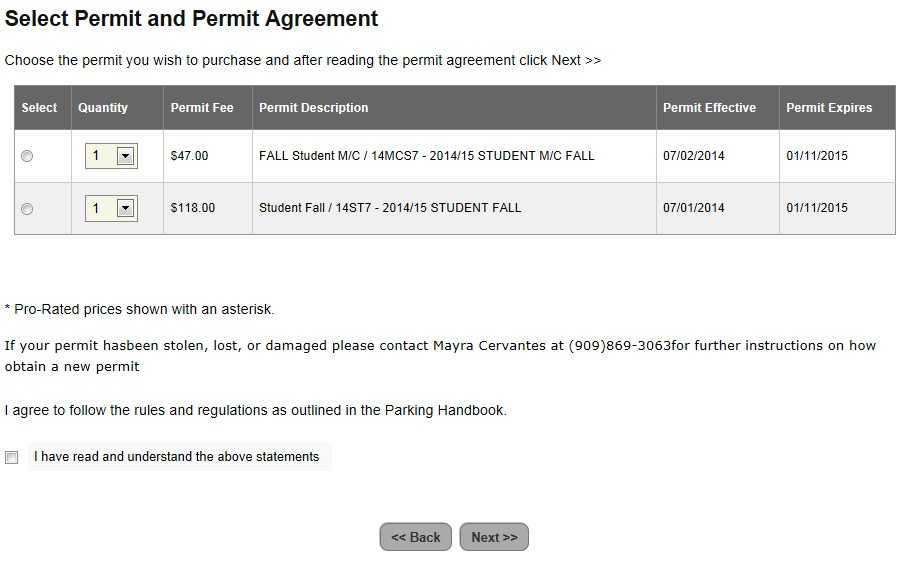 Select Permit and Permit Agreement
Choose the permit you wish to purchase and after reading the permit agreement click Next >>
Select Quantity Permit Fee Permit Description Permit Effective Permit Expires
1 $47.00 FALL Student M/C / 14MCS7 - 2014/15 STUDENT M/C FALL 07/02/2014 01/11/2015
1 $118.00 Student Fall / 14ST7 - 2014/15 STUDENT FALL 07/01/2014 01/11/2015
* Pro-Rated prices shown with an asterisk.
If your permit hasbeen stolen, lost, or damaged please contact Mayra Cervantes at (909)869-3063for further instructions on how
obtain a new permit
I agree to follow the rules and regulations as outlined in the Parking Handbook.
I have read and understand the above statements
<< Back Next >>